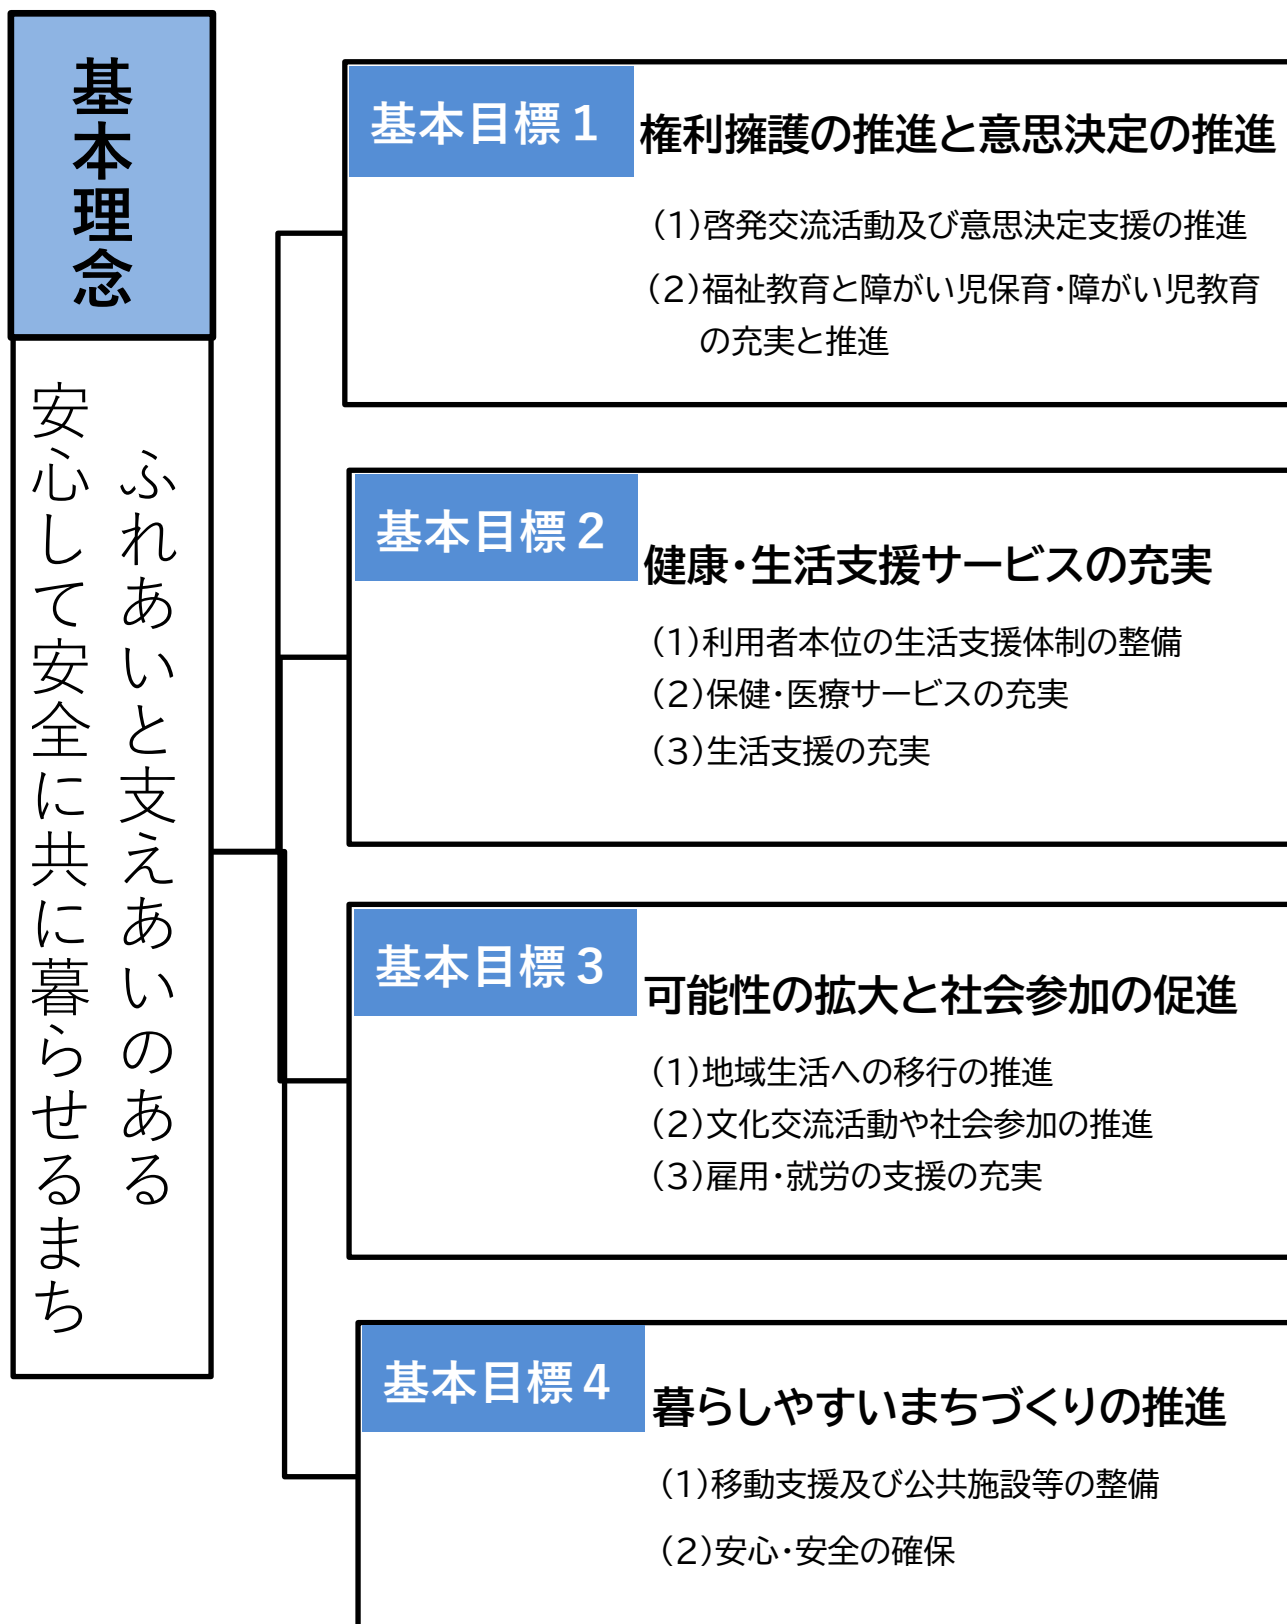 基本理念
ふれあいと支えあいのある
安心して安全に共に暮らせるまち
基本目標1
権利擁護の推進と意思決定の推進
(1)啓発交流活動及び意思決定支援の推進
(2)福祉教育と障がい児保育・障がい児教育
の充実と推進
基本目標2
健康・生活支援サービスの充実
(1)利用者本位の生活支援体制の整備
(2)保健・医療サービスの充実
(3)生活支援の充実
基本目標3
可能性の拡大と社会参加の促進
(1)地域生活への移行の推進
(2)文化交流活動や社会参加の推進
(3)雇用・就労の支援の充実
基本目標4
暮らしやすいまちづくりの推進
(1)移動支援及び公共施設等の整備
(2)安心・安全の確保